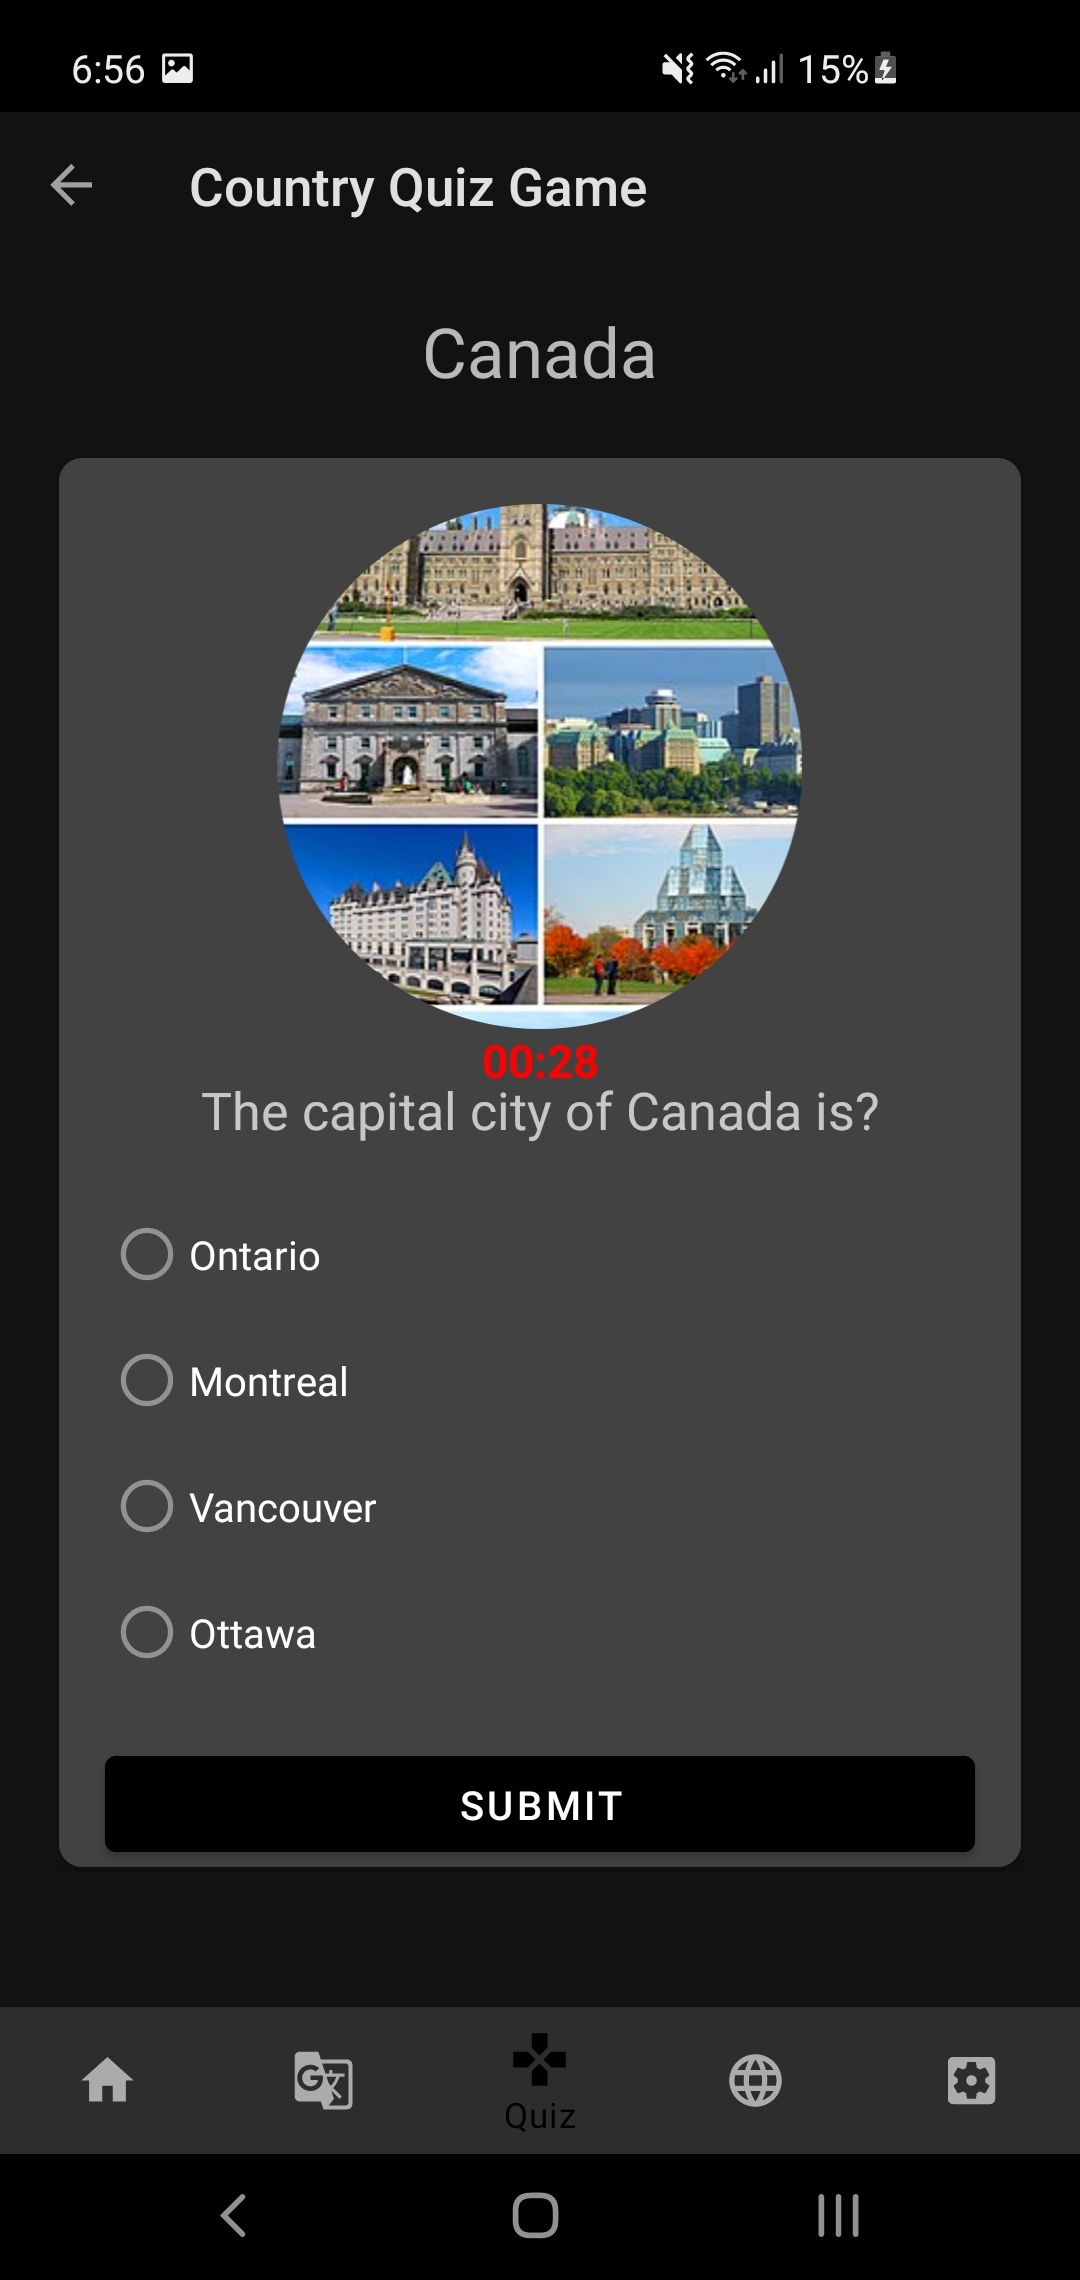 6:56 15%
Country Quiz Game
Canada
00:28
The capital city of Canada is?
Ontario
Montreal
Vancouver
Ottawa
SUBMIT
Quiz